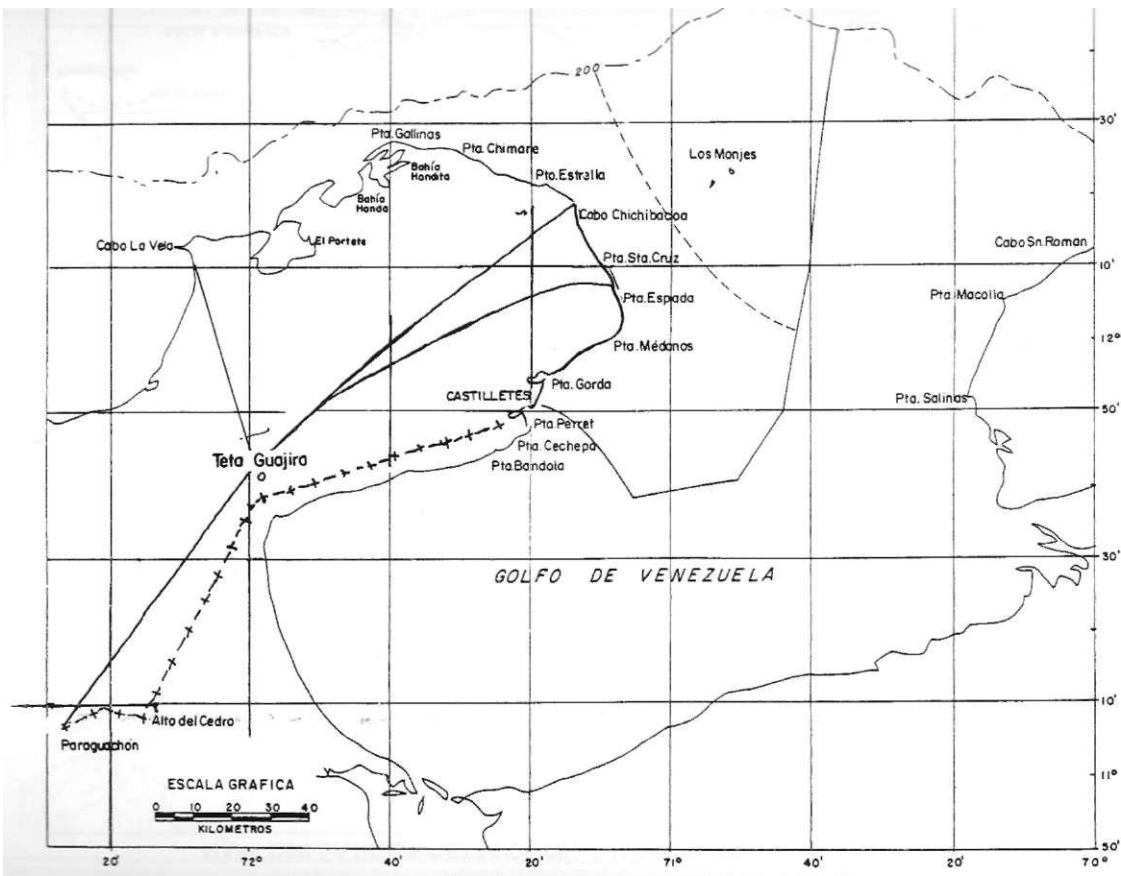 200
30'
Pta. Gallinas
Pta. Chimare
Bahía
Hondita
Los Monjes
Pto. Estrella
Bahía
Honda
Cabo Chichibacoa
Cabo La Vela
El Portete
Cabo Sn. Roman
Pta. Sta. Cruz
10'
Pta. Espada
Pta. Macolla
Pta. Médanos
12°
Pta. Gorda
CASTILLETES
Pta. Salinas
50'
Pta. Perret
Pta. Cechepa
Pta. Bandola
Teta Guajira
30'
GOLFO DE VENEZUELA
10'
Alto del Cedro
Paraguachón
11°
ESCALA GRAFICA
0 10 20 30 40
KILOMETROS
50'
20'
72°
40'
20'
71°
40'
20'
70°